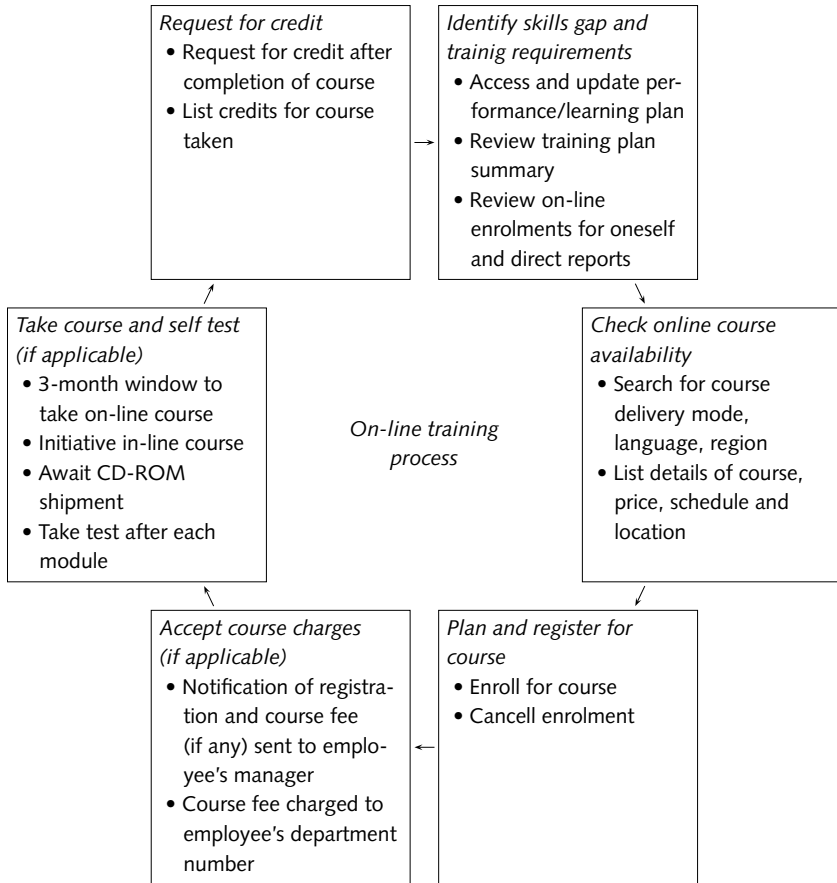 Request for credit
• Request for credit after
completion of course
• List credits for course
taken
Identify skills gap and
trainig requirements
• Access and update per-
formance/learning plan
• Review training plan
summary
• Review on-line
enrolments for oneself
and direct reports
Take course and self test
(if applicable)
• 3-month window to
take on-line course
• Initiative in-line course
• Await CD-ROM
shipment
• Take test after each
module
On-line training
process
Check online course
availability
• Search for course
delivery mode,
language, region
• List details of course,
price, schedule and
location
Accept course charges
(if applicable)
• Notification of registra-
tion and course fee
(if any) sent to emplo-
yee's manager
• Course fee charged to
employee's department
number
Plan and register for
course
• Enroll for course
• Cancell enrolment